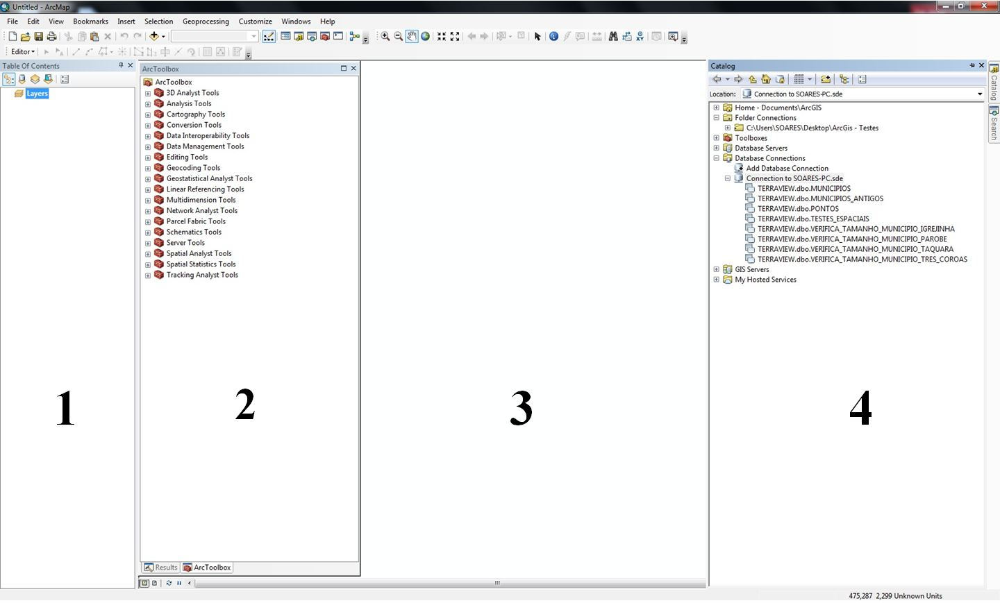 Untitled - ArcMap
File Edit View Bookmarks Insert Selection Geoprocessing Customize Windows Help
Editor
Table Of Contents
Layers
1
ArcToolbox
ArcToolbox
3D Analyst Tools
Analysis Tools
Cartography Tools
Conversion Tools
Data Interoperability Tools
Data Management Tools
Editing Tools
Geocoding Tools
Geostatistical Analyst Tools
Linear Referencing Tools
Multidimension Tools
Network Analyst Tools
Parcel Fabric Tools
Schematics Tools
Server Tools
Spatial Analyst Tools
Spatial Statistics Tools
Tracking Analyst Tools
2
Results ArcToolbox
3
Catalog
Location: Connection to SOARES-PC.sde
Home - Documents\ArcGIS
Folder Connections
C:\Users\SOARES\Desktop\ArcGis - Testes
Toolboxes
Database Servers
Database Connections
Add Database Connection
Connection to SOARES-PC.sde
TERRAVIEW.dbo.MUNICIPIOS
TERRAVIEW.dbo.MUNICIPIOS_ANTIGOS
TERRAVIEW.dbo.PONTOS
TERRAVIEW.dbo.TESTES_ESPACIAIS
TERRAVIEW.dbo.VERIFICA_TAMANHO_MUNICIPIO_IGREJINHA
TERRAVIEW.dbo.VERIFICA_TAMANHO_MUNICIPIO_PAROBE
TERRAVIEW.dbo.VERIFICA_TAMANHO_MUNICIPIO_TAQUARA
TERRAVIEW.dbo.VERIFICA_TAMANHO_MUNICIPIO_TRES_COROAS
GIS Servers
My Hosted Services
4
Catalog
Search
475,287 2,299 Unknown Units